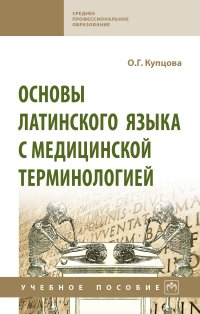 СРЕДНЕЕ
ПРОФЕССИОНАЛЬНОЕ
ОБРАЗОВАНИЕ
О.Г. Купцова
ОСНОВЫ
ЛАТИНСКОГО ЯЗЫКА
С МЕДИЦИНСКОЙ
ТЕРМИНОЛОГИЕЙ
УЧЕБНОЕ ПОСОБИЕ